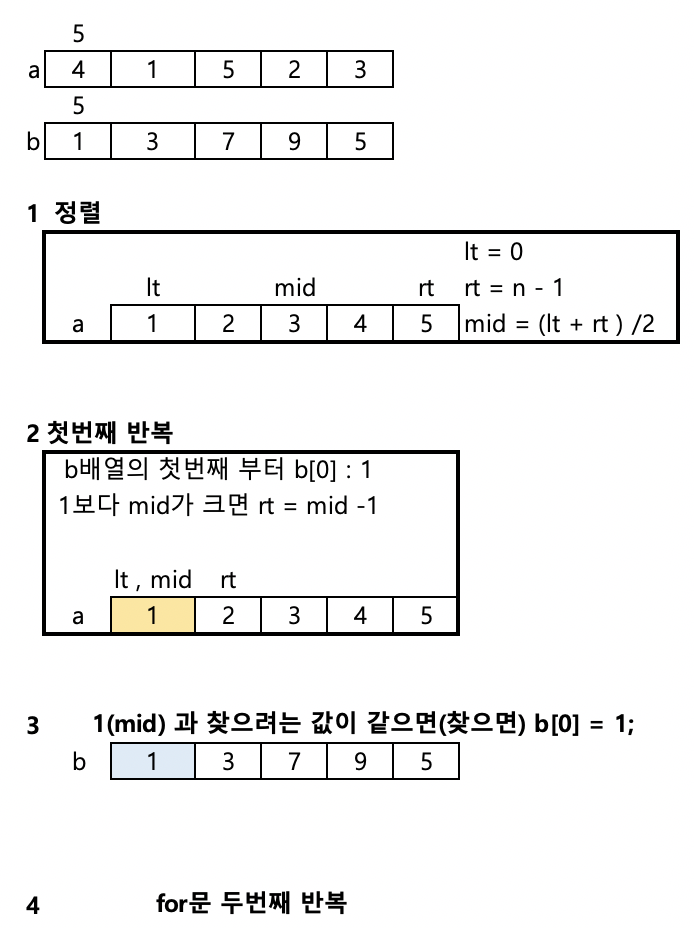 5
a 4 1 5 2 3
5
b 1 3 7 9 5
1 정렬
lt = 0
lt mid rt rt = n - 1
a 1 2 3 4 5 mid = (lt + rt ) /2
2 첫번째 반복
b배열의 첫번째 부터 b[0] : 1
1보다 mid가 크면 rt = mid -1
lt , mid rt
a 1 2 3 4 5
3 1(mid) 과 찾으려는 값이 같으면(찾으면) b[0] = 1;
b 1 3 7 9 5
4 for문 두번째 반복